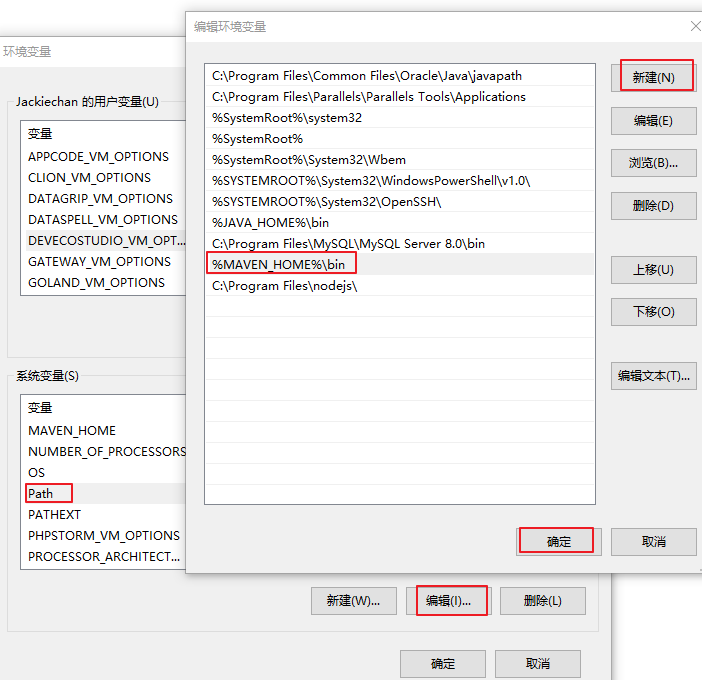 环境变量
Jackiechan 的用户变量(U)
变量
APPCODE_VM_OPTIONS
CLION_VM_OPTIONS
DATAGRIP_VM_OPTIONS
DATASPELL_VM_OPTIONS
DEVECOSTUDIO_VM_OPT...
GATEWAY_VM_OPTIONS
GOLAND_VM_OPTIONS
系统变量(S)
变量
MAVEN_HOME
NUMBER_OF_PROCESSORS
OS
Path
PATHEXT
PHPSTORM_VM_OPTIONS
PROCESSOR_ARCHITECT...
新建(W)...
编辑(I)...
删除(L)
确定
取消
编辑环境变量
C:\Program Files\Common Files\Oracle\Java\javapath
C:\Program Files\Parallels\Parallels Tools\Applications
%SystemRoot%\system32
%SystemRoot%
%SystemRoot%\System32\Wbem
%SYSTEMROOT%\System32\WindowsPowerShell\v1.0\
%SYSTEMROOT%\System32\OpenSSH\
%JAVA_HOME%\bin
C:\Program Files\MySQL\MySQL Server 8.0\bin
%MAVEN_HOME%\bin
C:\Program Files\nodejs\
新建(N)
编辑(E)
浏览(B)...
删除(D)
上移(U)
下移(O)
编辑文本(T)...
确定
取消